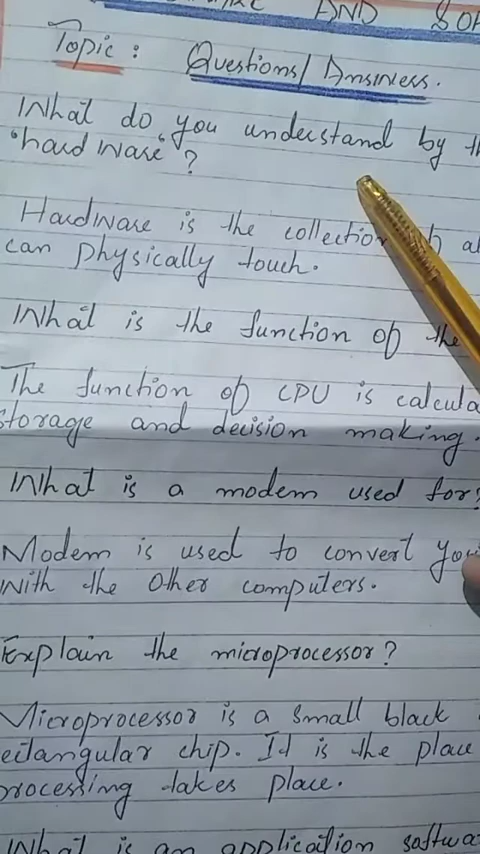 AND
Topic: Questions/Answers.
What do you understand by
"hardware"?
Hardware is the collection
can physically touch.
What is the function of the
The function of CPU is
storage and decision making.
What is a modem used for?
Modem is used to convert
with the other computers.
Explain the microprocessor?
Microprocessor is a small black
chip. It is the place
processing takes place.
What is an application